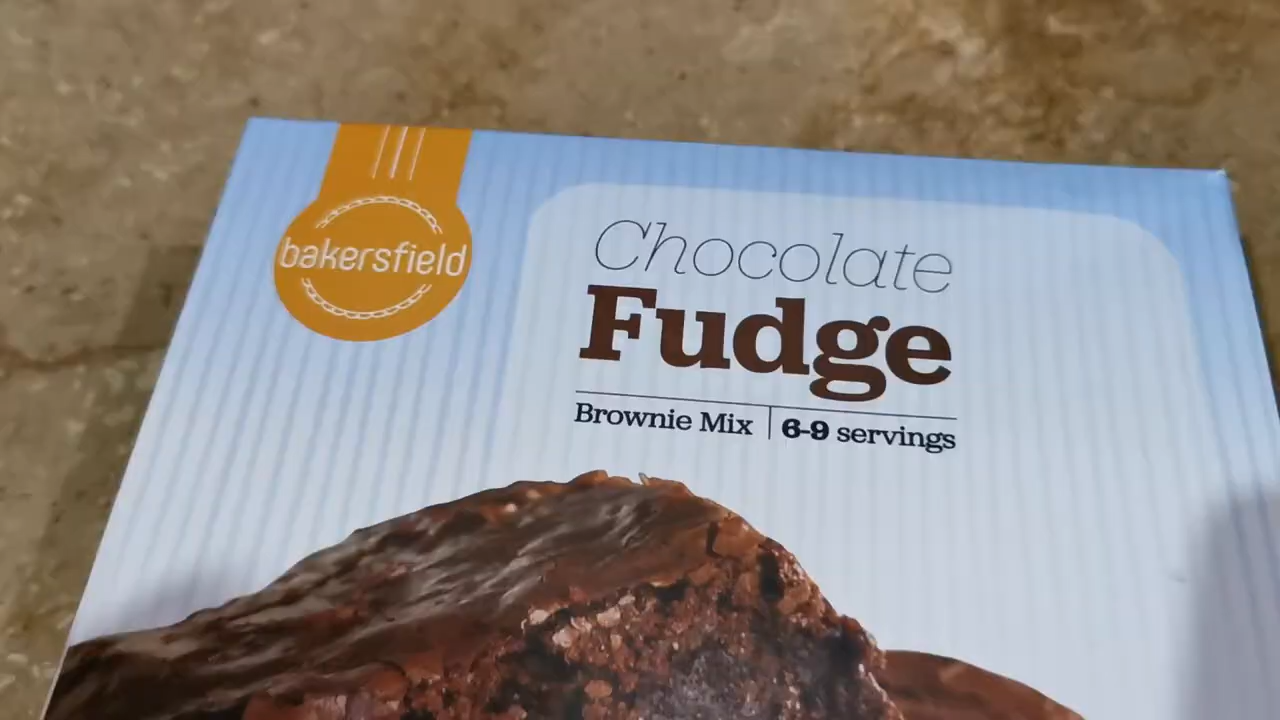 bakersfield
Chocolate
Fudge
Brownie Mix | 6-9 servings